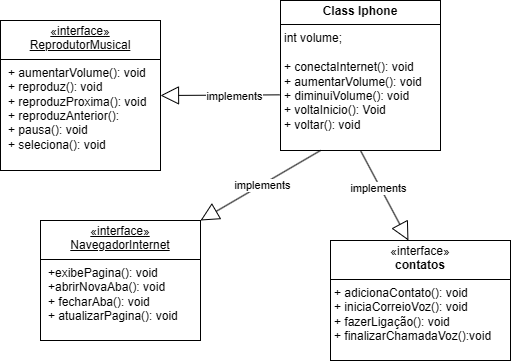 «interface»
ReprodutorMusical
+ aumentarVolume(): void
+ reproduz(): void
+ reproduzProxima(): void
+ reproduzAnterior():
+ pausa(): void
+ seleciona(): void
implements
Class Iphone
int volume;
+ conectaInternet(): void
+ aumentarVolume(): void
+ diminuiVolume(): void
+ voltaInicio(): Void
+ voltar(): void
implements
implements
«interface»
NavegadorInternet
+exibePagina(): void
+abrirNovaAba(): void
+ fecharAba(): void
+ atualizarPagina(): void
«interface»
contatos
+ adicionaContato(): void
+ iniciaCorreioVoz(): void
+ fazerLigação(): void
+ finalizarChamadaVoz():void